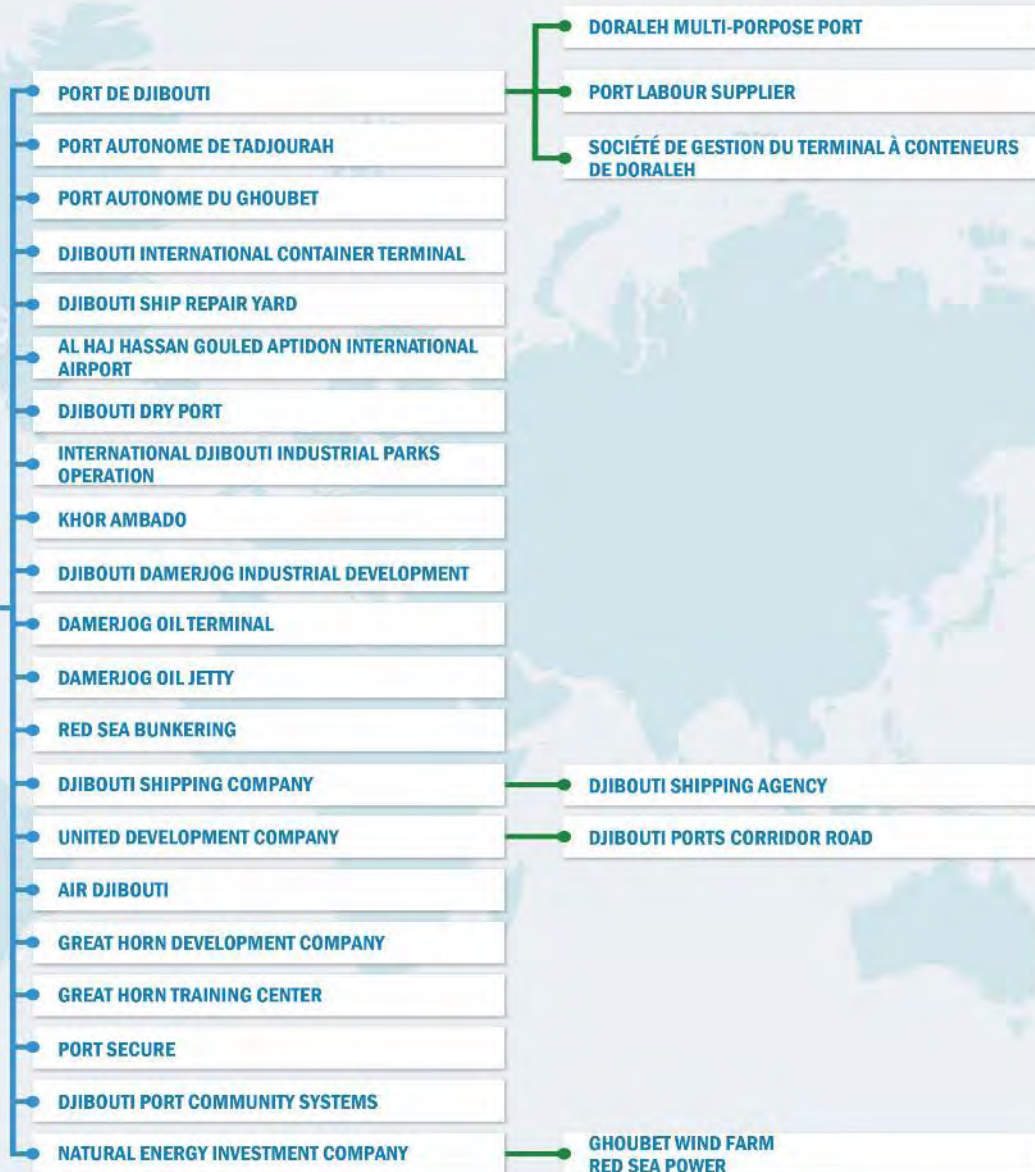 DORALEH MULTI-PORPOSE PORT
PORT DE DJIBOUTI
PORT LABOUR SUPPLIER
PORT AUTONOME DE TADJOURAH
SOCIÉTÉ DE GESTION DU TERMINAL À CONTENEURS
DE DORALEH
PORT AUTONOME DU GHOUBET
DJIBOUTI INTERNATIONAL CONTAINER TERMINAL
DJIBOUTI SHIP REPAIR YARD
AL HAJ HASSAN GOULED APTIDON INTERNATIONAL
AIRPORT
DJIBOUTI DRY PORT
INTERNATIONAL DJIBOUTI INDUSTRIAL PARKS
OPERATION
KHOR AMBADO
DJIBOUTI DAMERJOG INDUSTRIAL DEVELOPMENT
DAMERJOG OIL TERMINAL
DAMERJOG OIL JETTY
RED SEA BUNKERING
DJIBOUTI SHIPPING COMPANY
DJIBOUTI SHIPPING AGENCY
UNITED DEVELOPMENT COMPANY
DJIBOUTI PORTS CORRIDOR ROAD
AIR DJIBOUTI
GREAT HORN DEVELOPMENT COMPANY
GREAT HORN TRAINING CENTER
PORT SECURE
DJIBOUTI PORT COMMUNITY SYSTEMS
NATURAL ENERGY INVESTMENT COMPANY
GHOUBET WIND FARM
RED SEA POWER